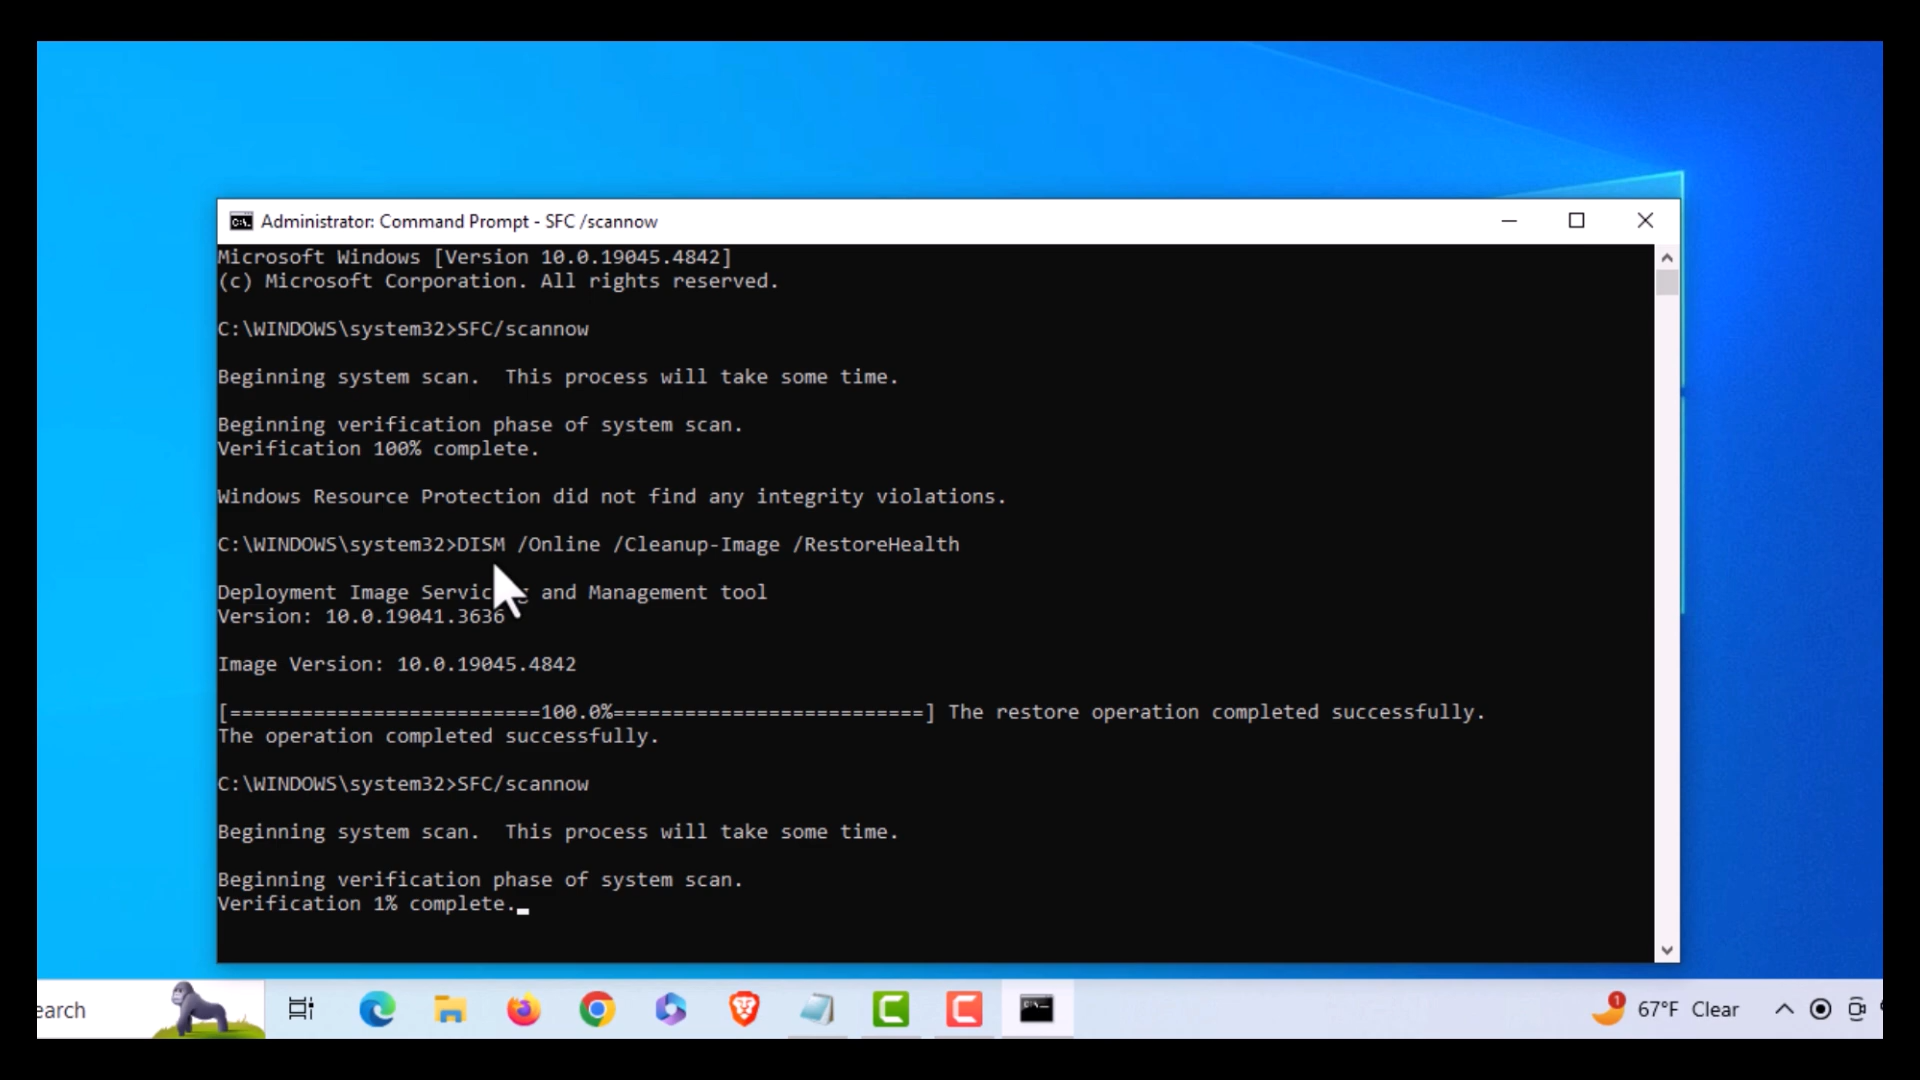 Administrator: Command Prompt - SFC /scannow
Microsoft Windows [Version 10.0.19045.4842]
(c) Microsoft Corporation. All rights reserved.
C:\WINDOWS\system32>SFC/scannow
Beginning system scan.  This process will take some time.
Beginning verification phase of system scan.
Verification 100% complete.
Windows Resource Protection did not find any integrity violations.
C:\WINDOWS\system32>DISM /Online /Cleanup-Image /RestoreHealth
Deployment Image Servicing and Management tool
Version: 10.0.19041.3636
Image Version: 10.0.19045.4842
[==========================100.0%==========================] The restore operation completed successfully.
The operation completed successfully.
C:\WINDOWS\system32>SFC/scannow
Beginning system scan.  This process will take some time.
Beginning verification phase of system scan.
Verification 1% complete.
earch
1
67°F Clear